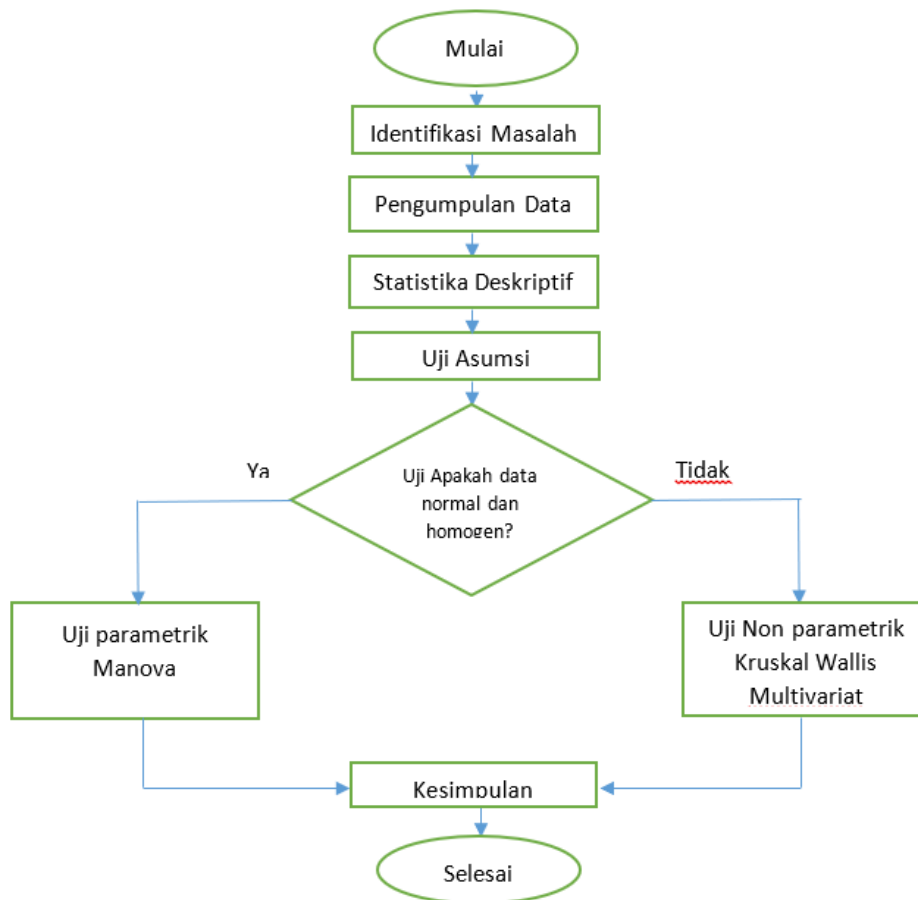 Mulai
Identifikasi Masalah
Pengumpulan Data
Statistika Deskriptif
Uji Asumsi
Ya
Uji Apakah data
normal dan
homogen?
Tidak
Uji parametrik
Manova
Uji Non parametrik
Kruskal Wallis
Multivariat
Kesimpulan
Selesai